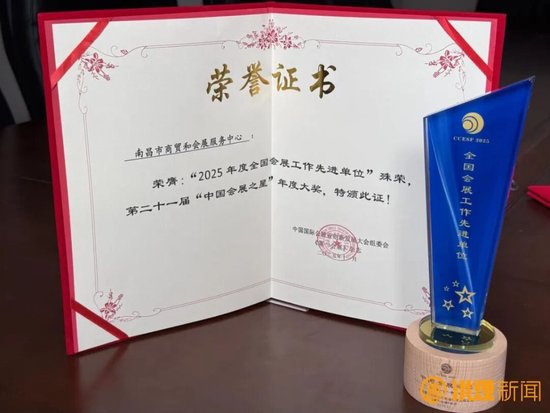 荣誉证书
南昌市商贸和会展服务中心：
荣膺：“2025年度全国会展工作先进单位”殊荣，
第二十一届“中国会展之星”年度大奖，特颁此证！
CCESF 2025
全国会展工作先进单位
新闻